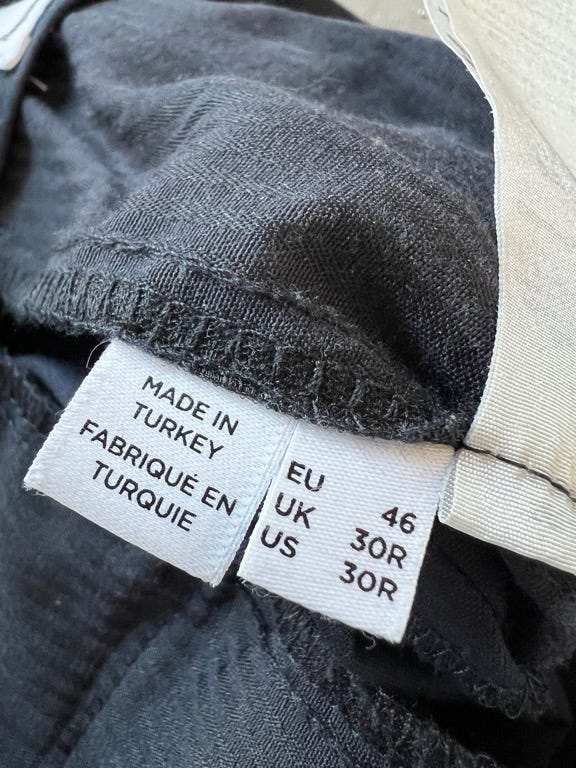 MADE IN
TURKEY
FABRIQUÉ EN
TURQUIE
EU 46
UK 30R
US 30R